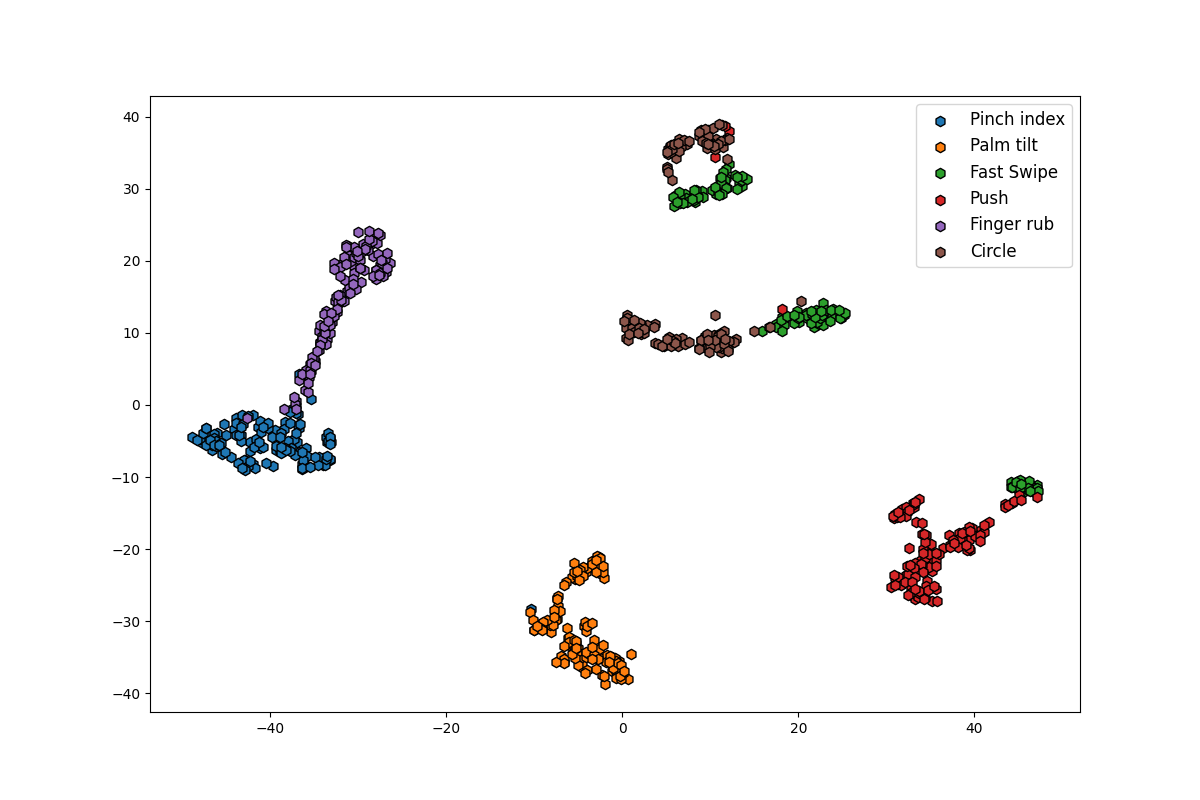 40
30
20
10
0
−10
−20
−30
−40
−40
−20
0
20
40
Pinch index
Palm tilt
Fast Swipe
Push
Finger rub
Circle